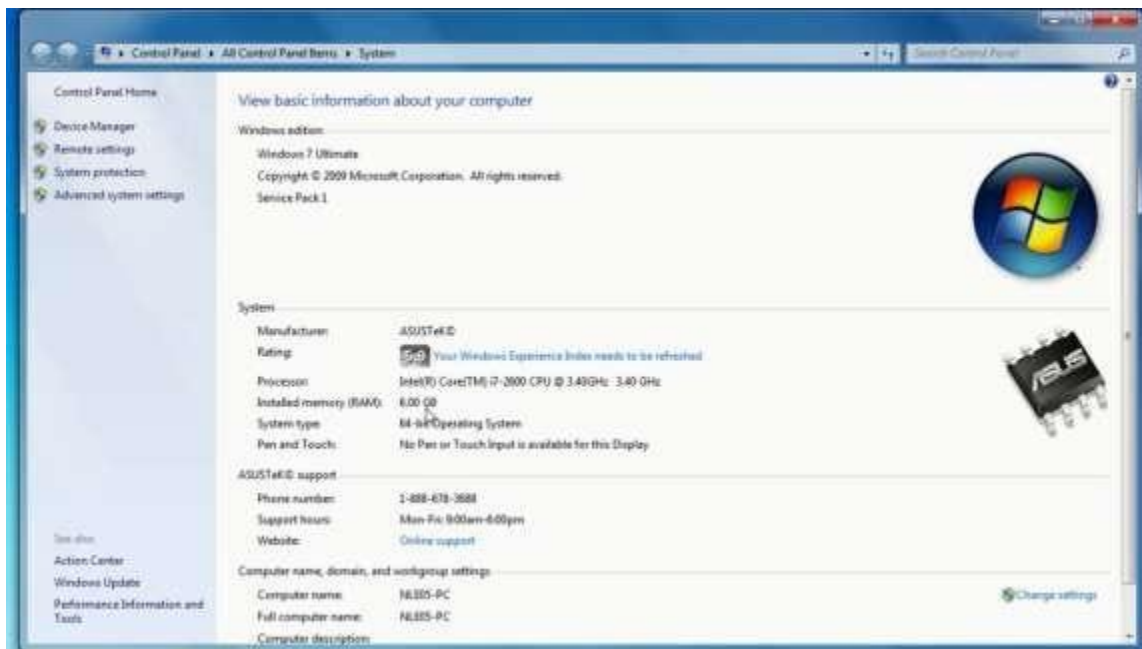 Control Panel ▸ All Control Panel Items ▸ System
Search Control Panel
Control Panel Home
Device Manager
Remote settings
System protection
Advanced system settings
View basic information about your computer
Windows edition
Windows 7 Ultimate
Copyright © 2009 Microsoft Corporation. All rights reserved.
Service Pack 1
System
Manufacturer: ASUSTeK©
Rating: 5.9 Your Windows Experience Index needs to be refreshed
Processor: Intel(R) Core(TM) i7-2600 CPU @ 3.40GHz 3.40 GHz
Installed memory (RAM): GB
System type: 64-bit Operating System
Pen and Touch: No Pen or Touch Input is available for this Display
/SUS
ASUSTeK© support
Phone number:
Support hours: Mon-Fri
Website: Online support
See also
Action Center
Windows Update
Performance Information and
Tools
Computer name, domain, and workgroup settings
Computer name:
Change settings
Full computer name:
Computer description: